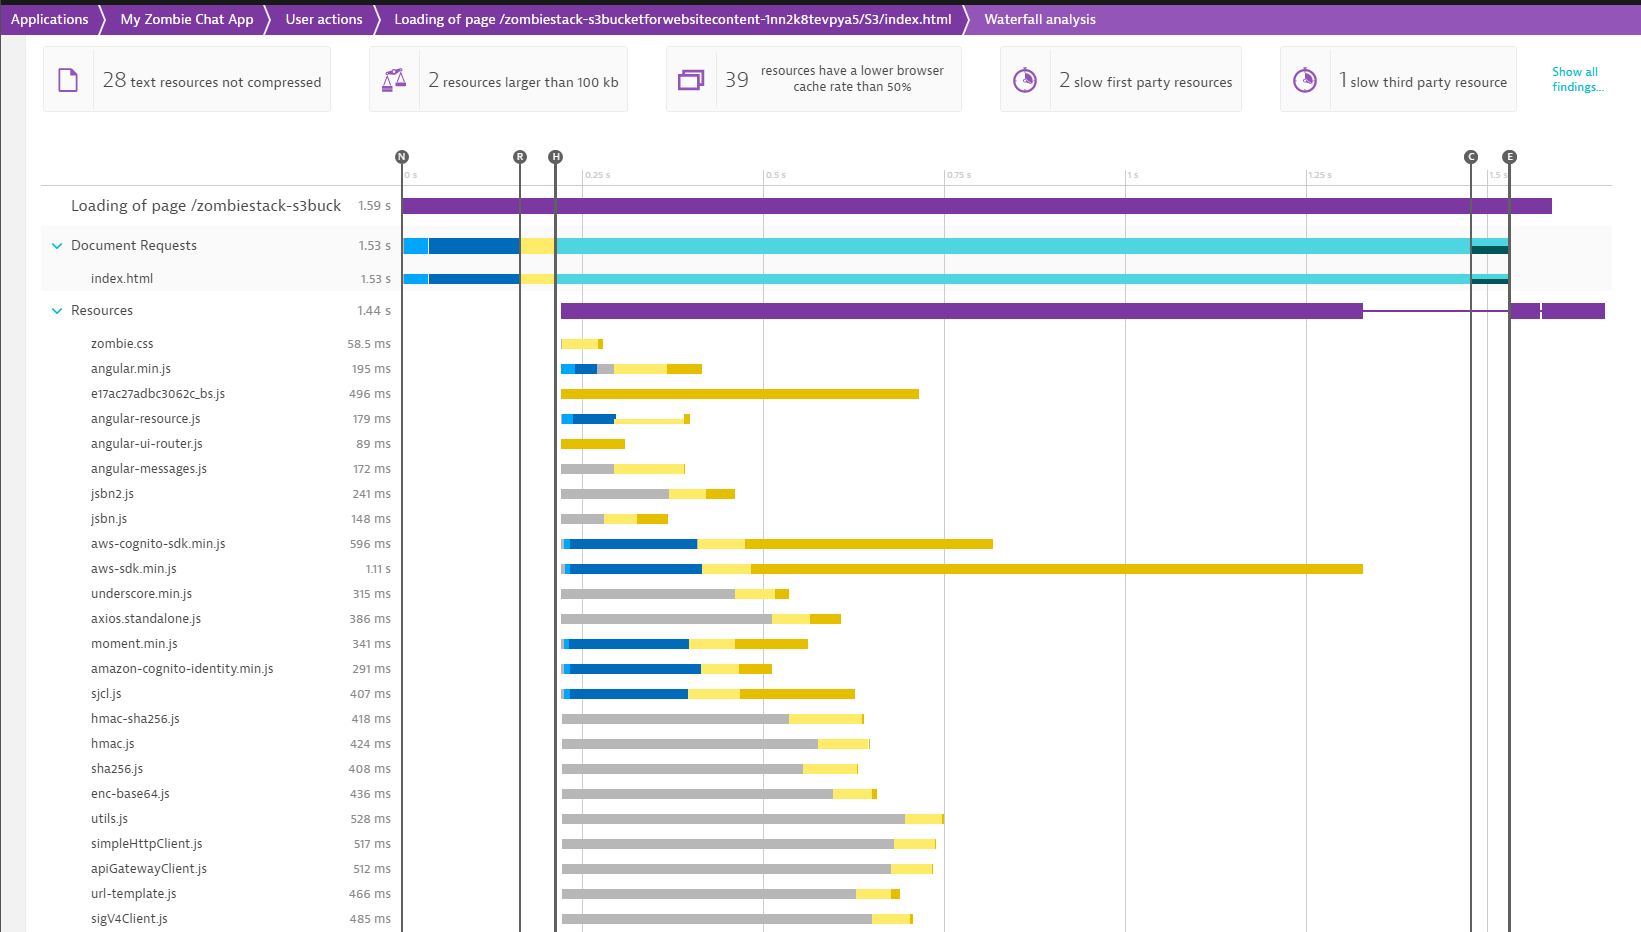 Applications
My Zombie Chat App
User actions
Loading of page /zombiestack-s3bucketforwebsitecontent-1nn2k8tevpya5/S3/index.html
Waterfall analysis
28 text resources not compressed
2 resources larger than 100 kb
39 resources have a lower browser
cache rate than 50%
2 slow first party resources
1 slow third party resource
Show all
findings...
N R H C E
0 s 0.25 s 0.5 s 0.75 s 1 s 1.25 s 1.5 s
Loading of page /zombiestack-s3buck 1.59 s
Document Requests 1.53 s
index.html 1.53 s
Resources 1.44 s
zombie.css 58.5 ms
angular.min.js 195 ms
e17ac27adbc3062c_bs.js 496 ms
angular-resource.js 179 ms
angular-ui-router.js 89 ms
angular-messages.js 172 ms
jsbn2.js 241 ms
jsbn.js 148 ms
aws-cognito-sdk.min.js 596 ms
aws-sdk.min.js 1.11 s
underscore.min.js 315 ms
axios.standalone.js 386 ms
moment.min.js 341 ms
amazon-cognito-identity.min.js 291 ms
sjcl.js 407 ms
hmac-sha256.js 418 ms
hmac.js 424 ms
sha256.js 408 ms
enc-base64.js 436 ms
utils.js 528 ms
simpleHttpClient.js 517 ms
apiGatewayClient.js 512 ms
url-template.js 466 ms
sigV4Client.js 485 ms